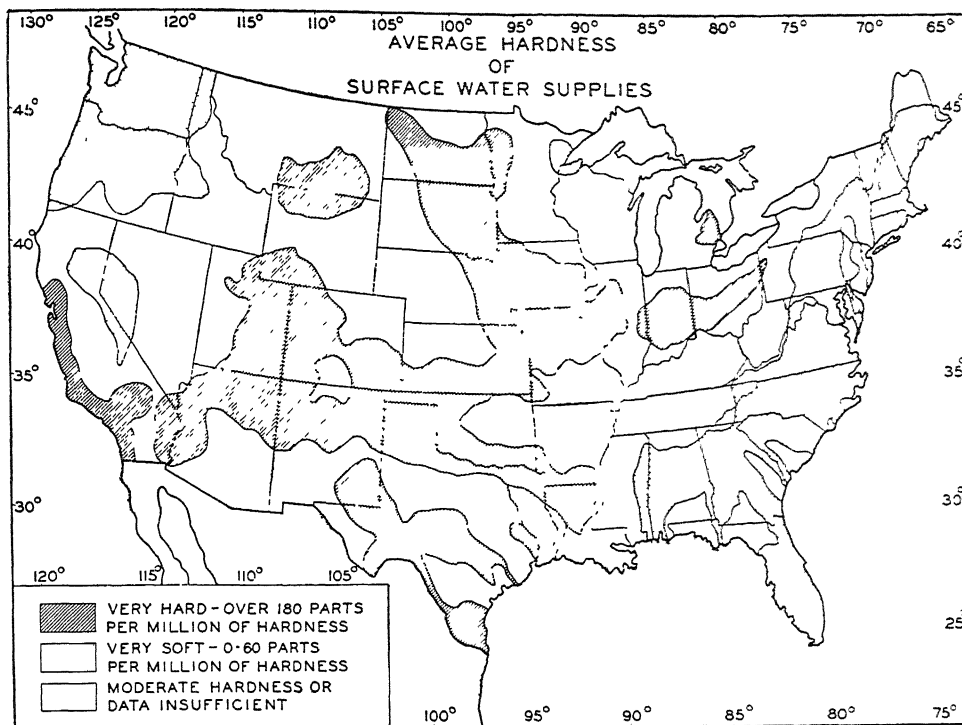 130° 125° 120° 115° 110° 105° 100° 95° 90° 85° 80° 75° 70° 65°
AVERAGE HARDNESS
OF
SURFACE WATER SUPPLIES
45° 45°
40° 40°
35° 35°
30° 30°
120° 115° 110° 105°
VERY HARD - OVER 180 PARTS
PER MILLION OF HARDNESS
25°
VERY SOFT - 0-60 PARTS
PER MILLION OF HARDNESS
MODERATE HARDNESS OR
DATA INSUFFICIENT
100° 95° 90° 85° 80° 75°